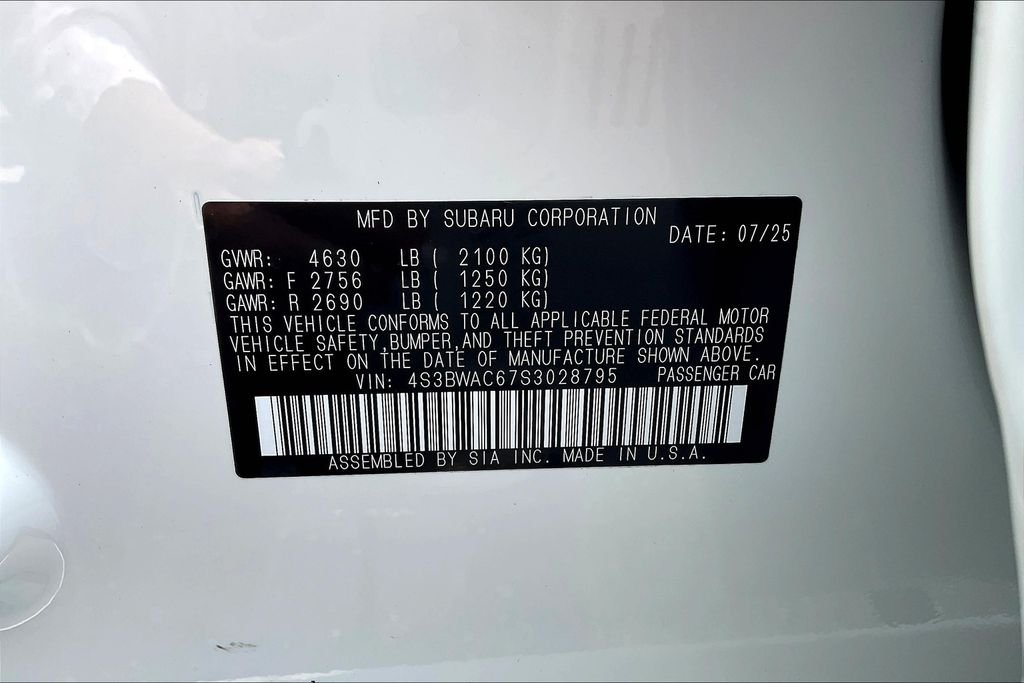 MFD BY SUBARU CORPORATION
DATE: 07/25
GVWR: 4630 LB ( 2100 KG)
GAWR: F 2756 LB ( 1250 KG)
GAWR: R 2690 LB ( 1220 KG)
THIS VEHICLE CONFORMS TO ALL APPLICABLE FEDERAL MOTOR
VEHICLE SAFETY,BUMPER,AND THEFT PREVENTION STANDARDS
IN EFFECT ON THE DATE OF MANUFACTURE SHOWN ABOVE.
VIN: 4S3BWAC67S3028795 PASSENGER CAR
ASSEMBLED BY SIA INC. MADE IN U.S.A.